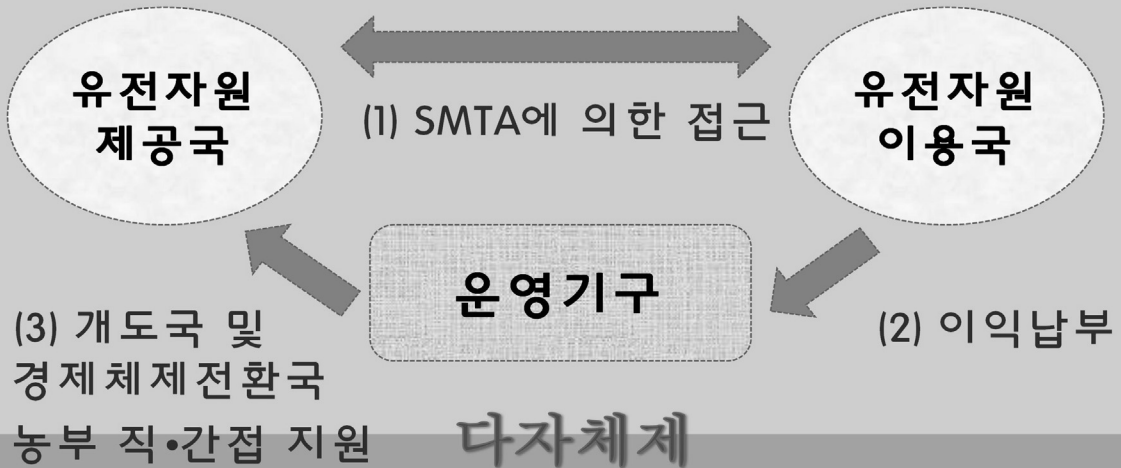 유전자원
제공국
(1) SMTA에 의한 접근
유전자원
이용국
운영기구
(2) 이익납부
(3) 개도국 및
경제체제전환국
농부 직•간접 지원
다자체제